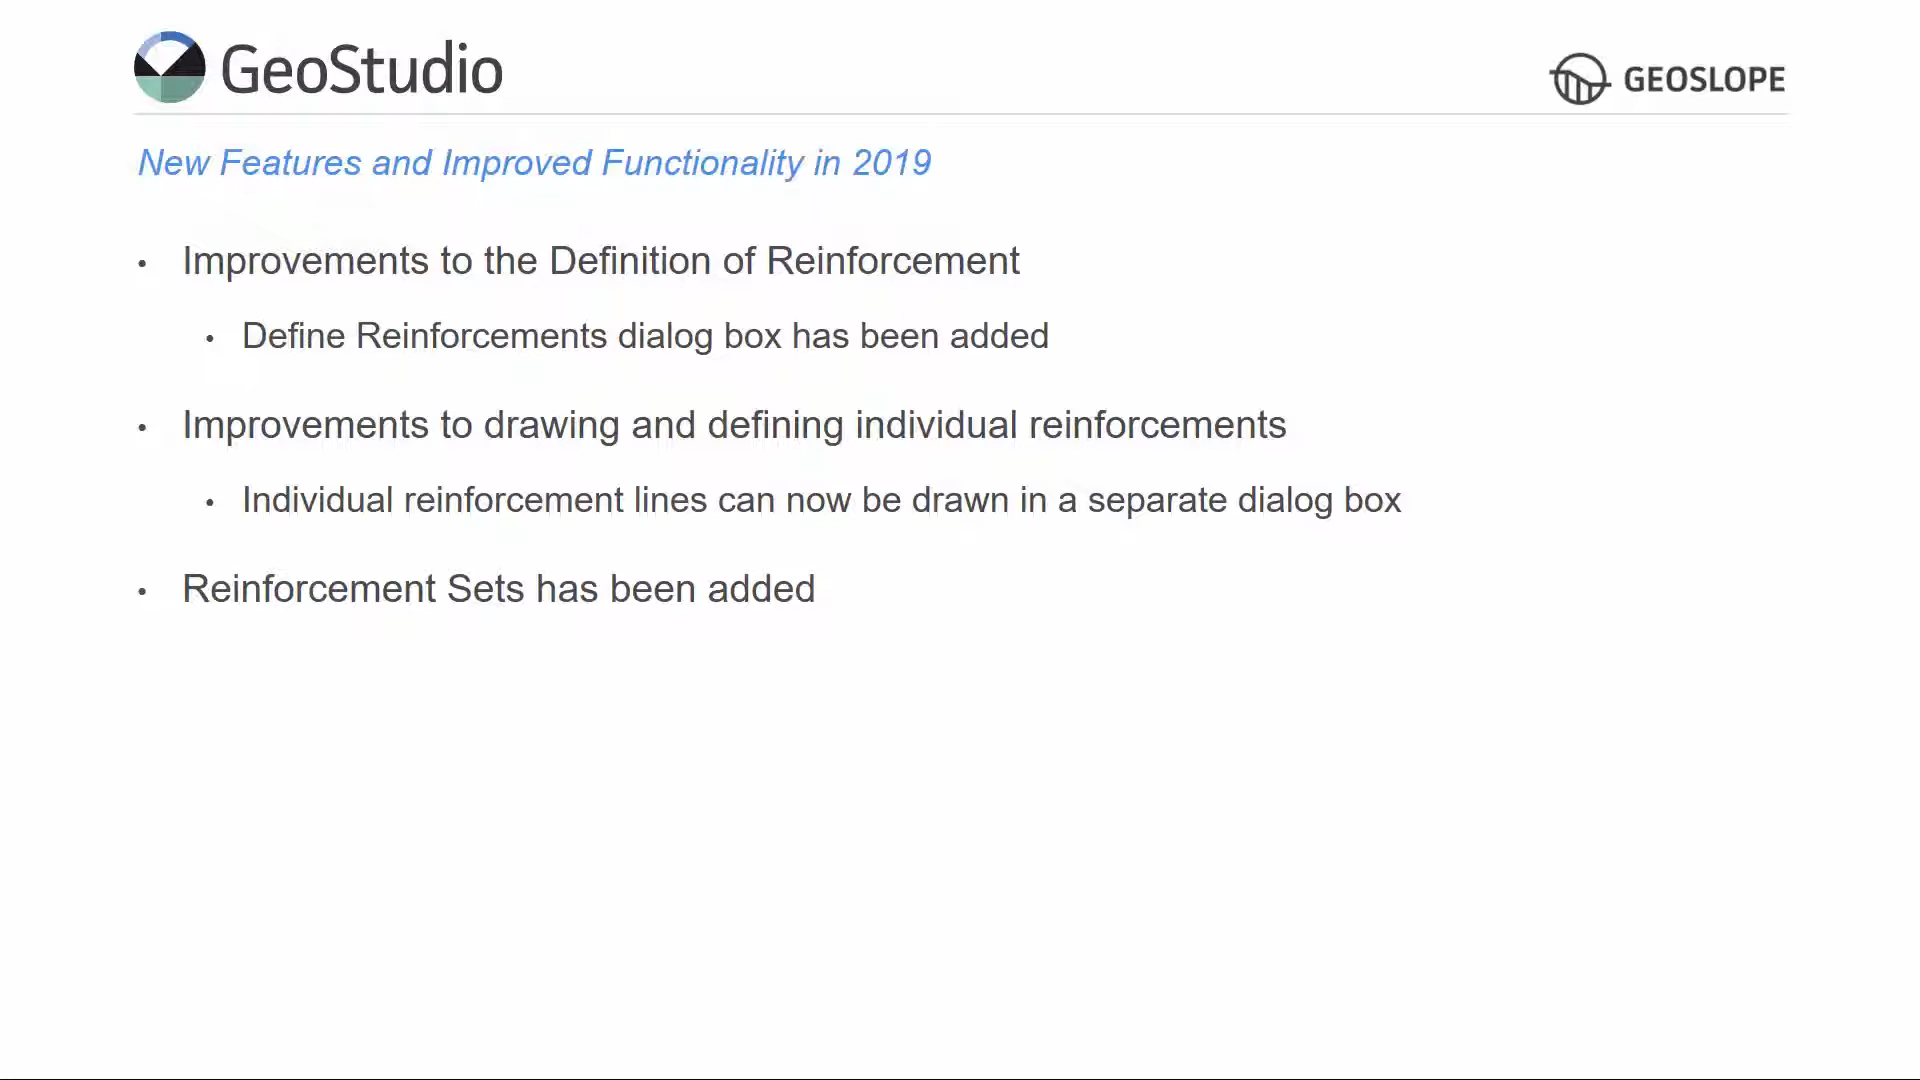 GeoStudio
GEOSLOPE
New Features and Improved Functionality in 2019
• Improvements to the Definition of Reinforcement
• Define Reinforcements dialog box has been added
• Improvements to drawing and defining individual reinforcements
• Individual reinforcement lines can now be drawn in a separate dialog box
• Reinforcement Sets has been added